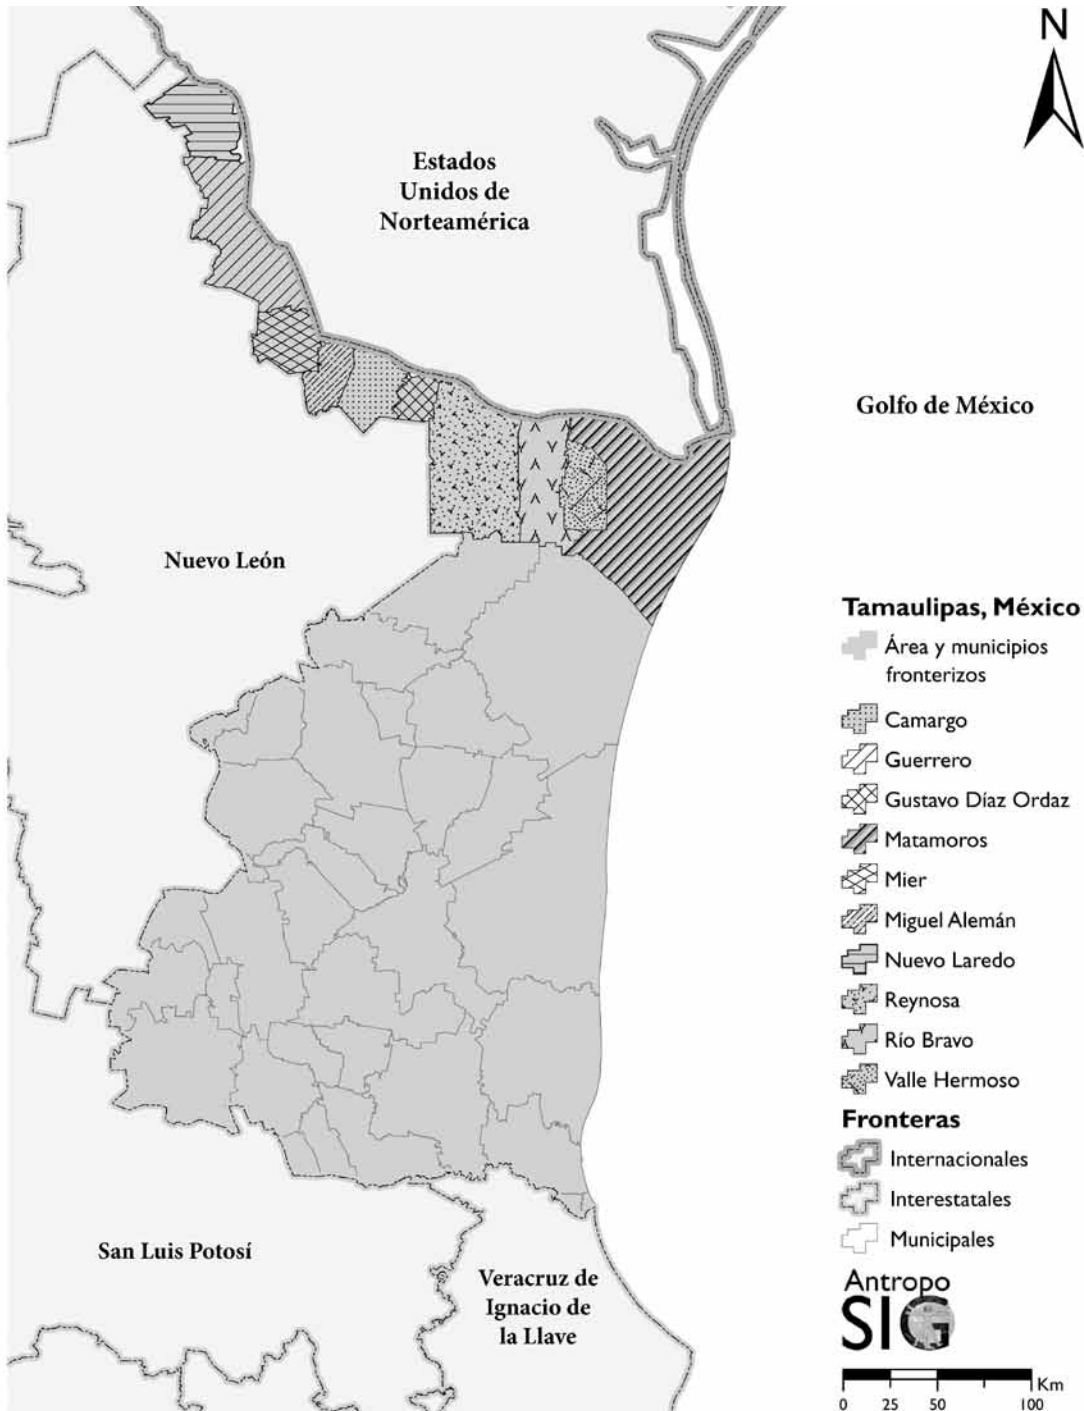 N
Estados
Unidos de
Norteamérica
Golfo de México
Nuevo León
San Luis Potosí
Veracruz de
Ignacio de
la Llave
Tamaulipas, México
Área y municipios
fronterizos
Camargo
Guerrero
Gustavo Díaz Ordaz
Matamoros
Mier
Miguel Alemán
Nuevo Laredo
Reynosa
Río Bravo
Valle Hermoso
Fronteras
Internacionales
Interestatales
Municipales
Antropo
SIG
Km
0 25 50 100